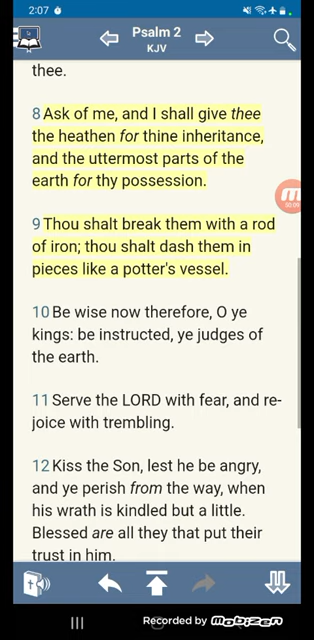 2:07
Psalm 2
KJV
thee.
8 Ask of me, and I shall give thee
the heathen for thine inheritance,
and the uttermost parts of the
earth for thy possession.
9 Thou shalt break them with a rod
of iron; thou shalt dash them in
pieces like a potter's vessel.
10 Be wise now therefore, O ye
kings: be instructed, ye judges of
the earth.
11 Serve the LORD with fear, and re-
joice with trembling.
12 Kiss the Son, lest he be angry,
and ye perish from the way, when
his wrath is kindled but a little.
Blessed are all they that put their
trust in him.
Recorded by mobizen